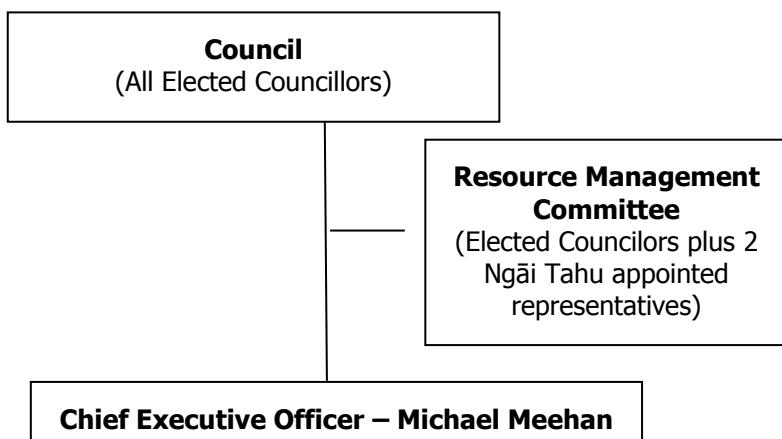 Council
(All Elected Councillors)
Resource Management
Committee
(Elected Councilors plus 2
Ngāi Tahu appointed
representatives)
Chief Executive Officer – Michael Meehan